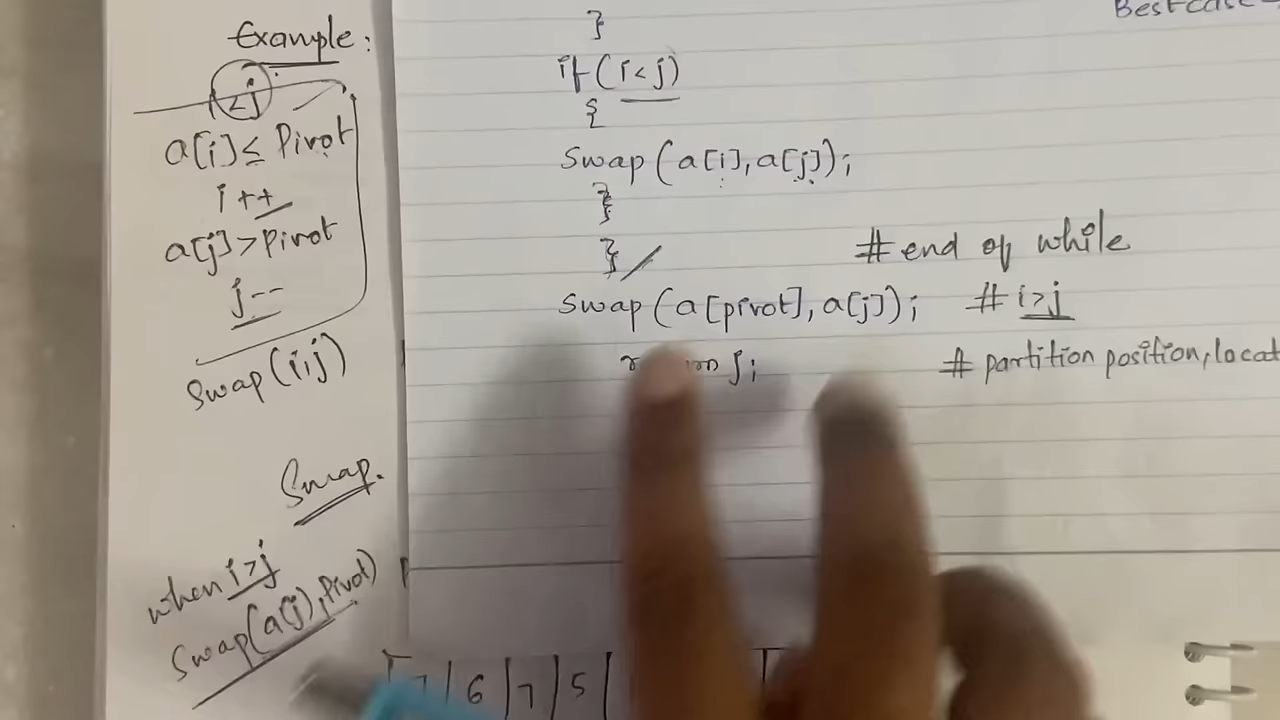 Example:
i<j
a[i]≤ Pivot
i++
a[j]>Pivot
j--
Swap(i,j)
Swap.
when i>j
Swap(a[j], Pivot)
Bestcase
}
if(i<j)
{
Swap(a[i],a[j]);
}
} #end of while
Swap(a[pivot],a[j]); # i>j
j; # partition position, locat
6 7 5